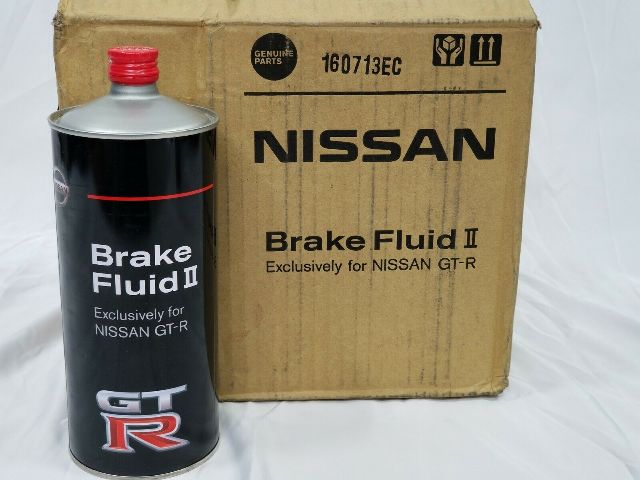 GENUINE
PARTS
160713EC
NISSAN
Brake Fluid II
Exclusively for NISSAN GT-R
Brake
Fluid II
Exclusively for
NISSAN GT-R
GT
R